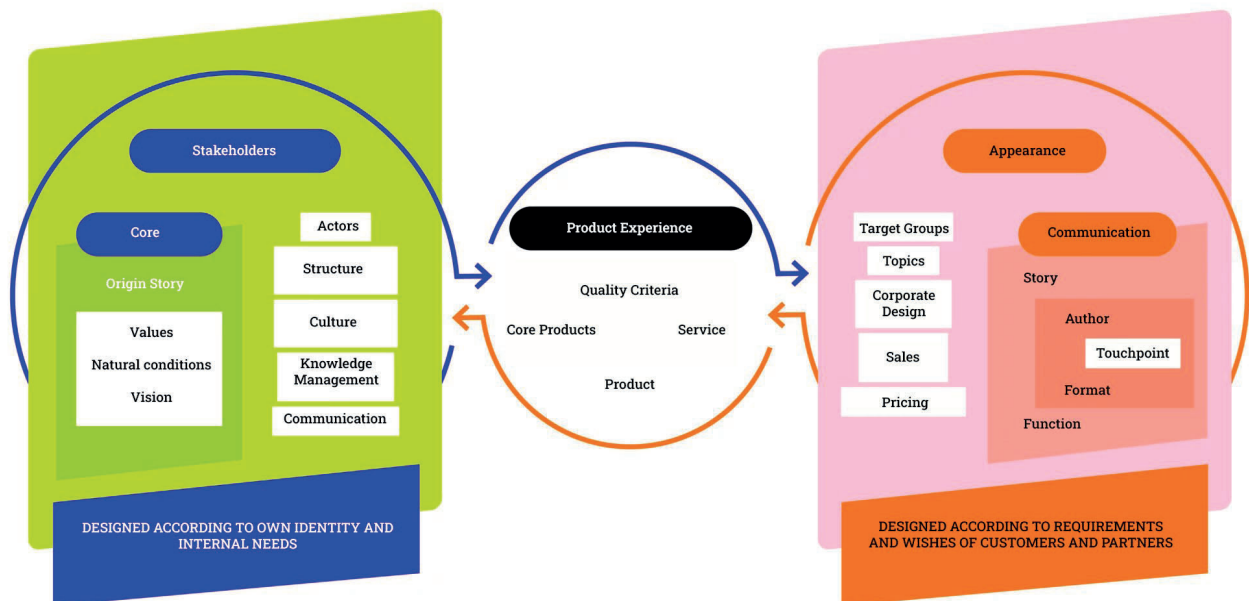 Stakeholders
Core
Origin Story
Values
Natural conditions
Vision
Actors
Structure
Culture
Knowledge
Management
Communication
DESIGNED ACCORDING TO OWN IDENTITY AND
INTERNAL NEEDS
Product Experience
Quality Criteria
Core Products
Service
Product
Appearance
Target Groups
Topics
Corporate
Design
Sales
Pricing
Communication
Story
Author
Touchpoint
Format
Function
DESIGNED ACCORDING TO REQUIREMENTS
AND WISHES OF CUSTOMERS AND PARTNERS